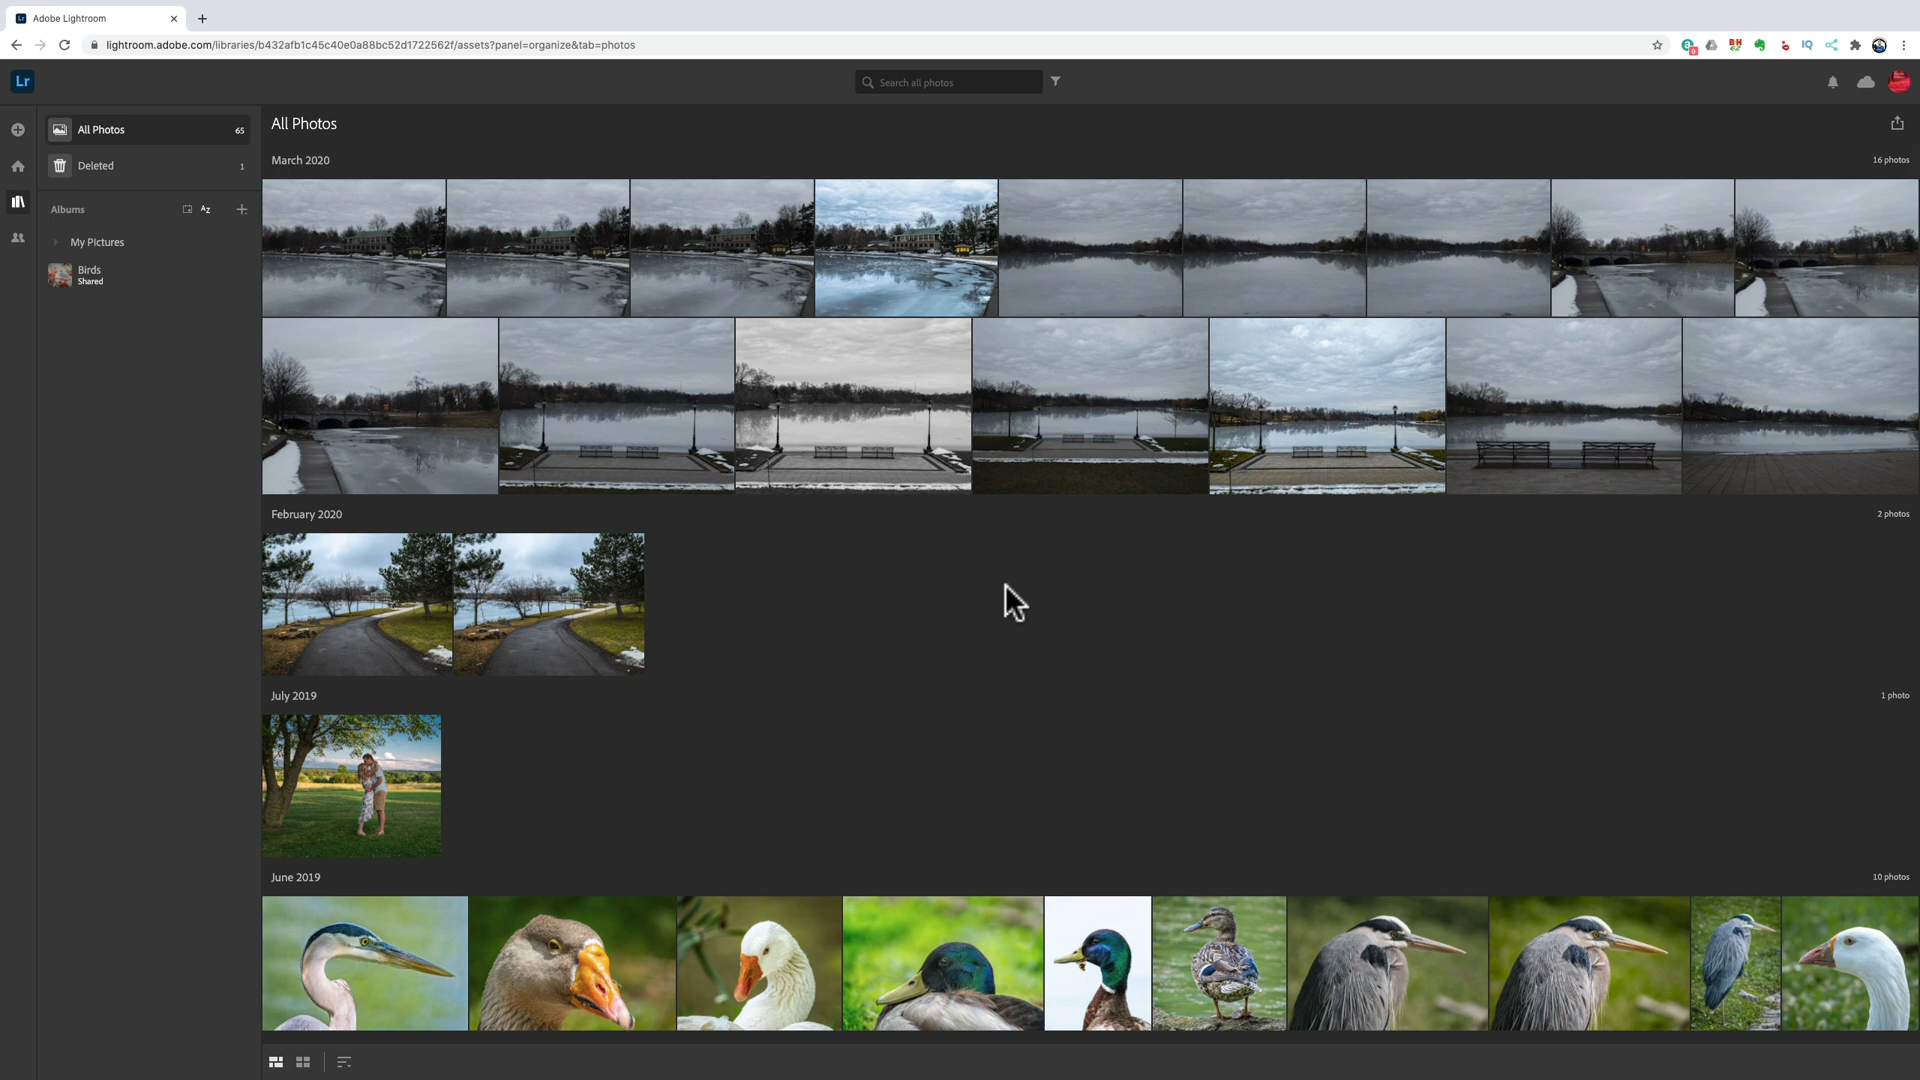 Adobe Lightroom
lightroom.adobe.com/libraries/b432afb1c45c40e0a88bc52d1722562f/assets?panel=organize&tab=photos
Lr
Search all photos
All Photos 65
Deleted 1
Albums
My Pictures
Birds
Shared
All Photos
March 2020 16 photos
February 2020 2 photos
July 2019 1 photo
June 2019 10 photos